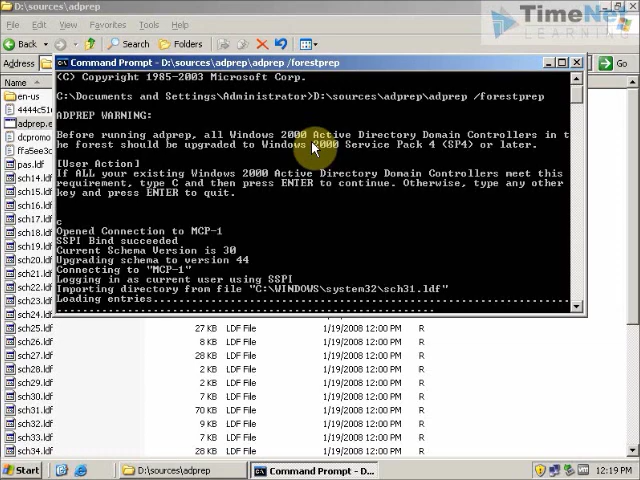 D:\sources\adprep
File Edit View Favorites Tools Help
Back Search Folders
TimeNet
LEARNING
Address
Command Prompt - D:\sources\adprep\adprep /forestprep
Name
(C) Copyright 1985-2003 Microsoft Corp.
en-us
C:\Documents and Settings\Administrator>D:\sources\adprep\adprep /forestprep
4444c516
adprep.e
ADPREP WARNING:
dcpromo
Before running adprep, all Windows 2000 Active Directory Domain Controllers in t
he forest should be upgraded to Windows 2000 Service Pack 4 (SP4) or later.
ffa5ee3c
pas.ldf
[User Action]
If ALL your existing Windows 2000 Active Directory Domain Controllers meet this
requirement, type C and then press ENTER to continue. Otherwise, type any other
key and press ENTER to quit.
sch14.ldf
sch15.ldf
sch16.ldf
c
Opened Connection to MCP-1
SSPI Bind succeeded
Current Schema Version is 30
Upgrading schema to version 44
Connecting to "MCP-1"
Logging in as current user using SSPI
Importing directory from file "C:\WINDOWS\system32\sch31.ldf"
Loading entries.....................................................
sch18.ldf
sch19.ldf
sch20.ldf
sch21.ldf
sch22.ldf
sch23.ldf
sch24.ldf
sch25.ldf 27 KB LDF File 1/19/2008 12:00 PM R
sch26.ldf 8 KB LDF File 1/19/2008 12:00 PM R
sch27.ldf 28 KB LDF File 1/19/2008 12:00 PM R
sch28.ldf 2 KB LDF File 1/19/2008 12:00 PM R
sch29.ldf 2 KB LDF File 1/19/2008 12:00 PM R
sch30.ldf 2 KB LDF File 1/19/2008 12:00 PM R
sch31.ldf 70 KB LDF File 1/19/2008 12:00 PM R
sch32.ldf 9 KB LDF File 1/19/2008 12:00 PM R
sch33.ldf 7 KB LDF File 1/19/2008 12:00 PM R
sch34.ldf 7 KB LDF File 1/19/2008 12:00 PM R
Start D:\sources\adprep Command Prompt - D... 12:19 PM